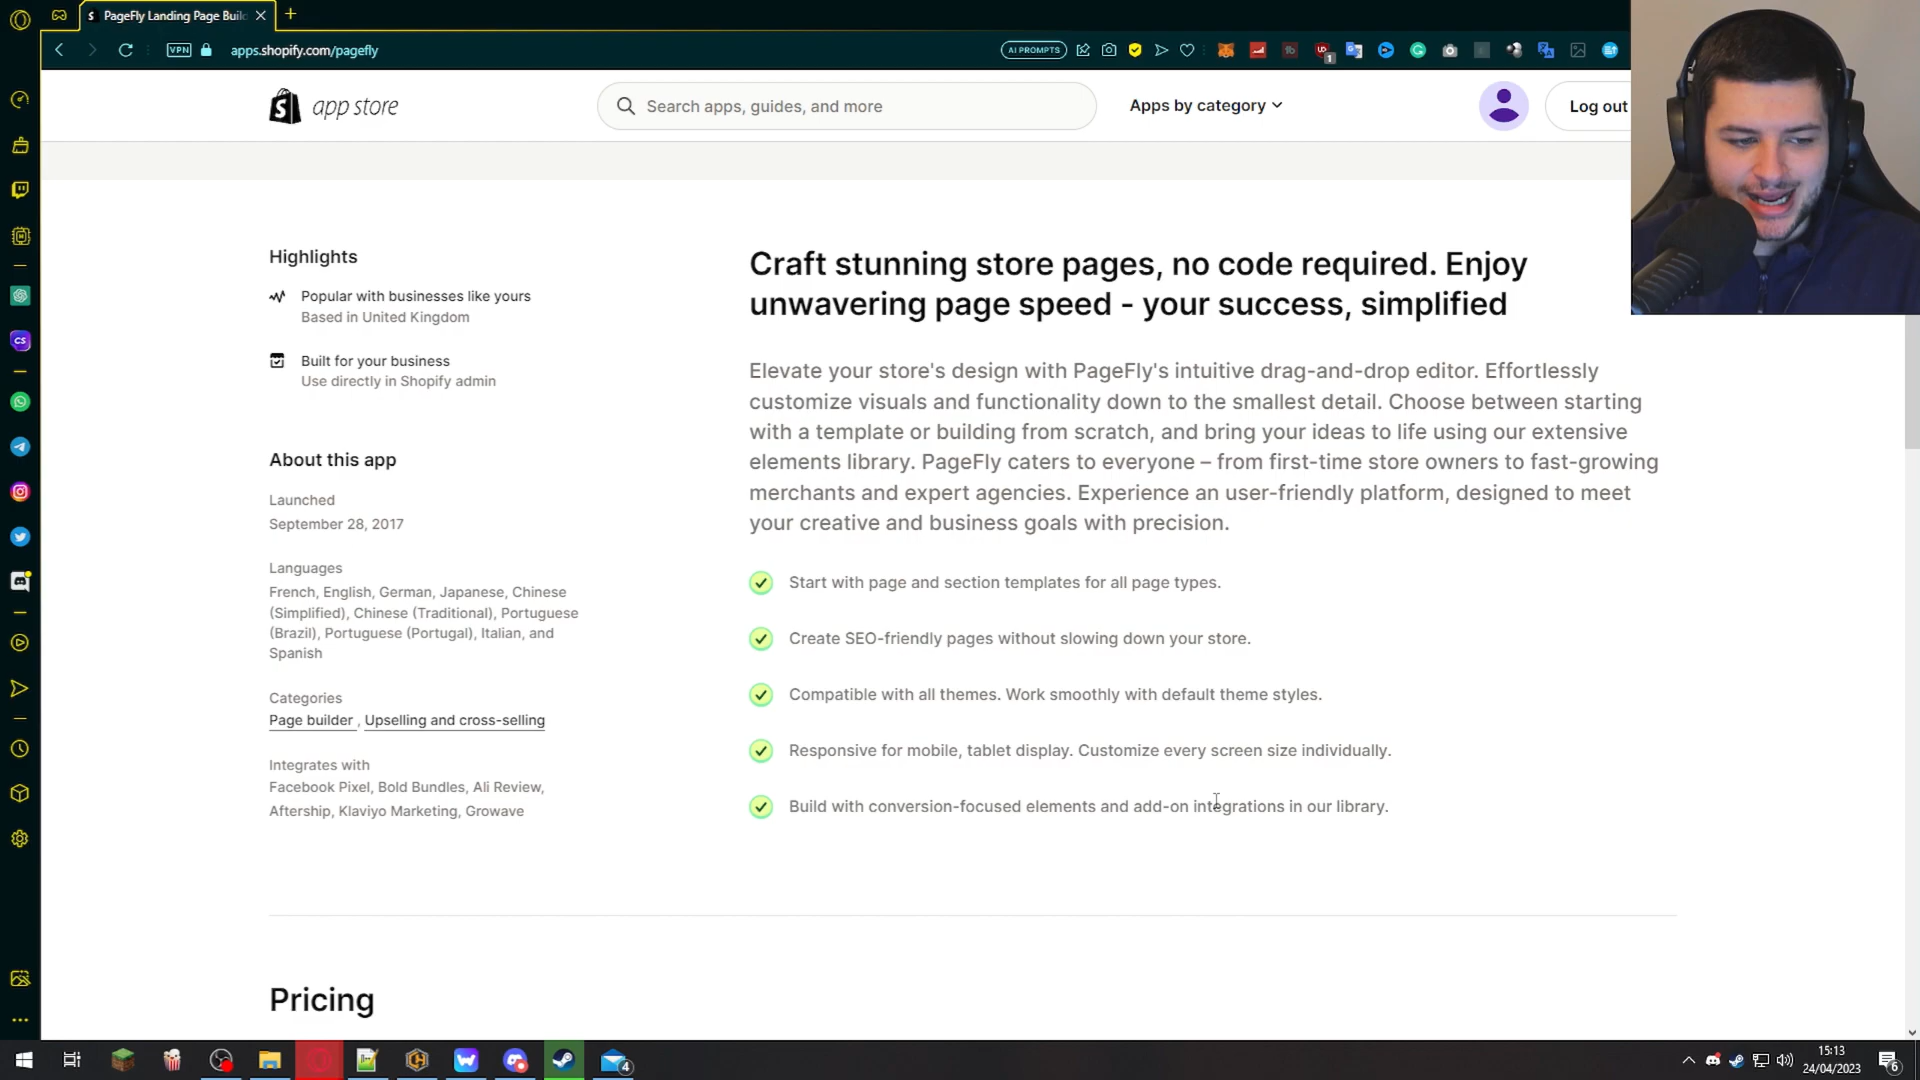 PageFly Landing Page Buil
VPN
apps.shopify.com/pagefly
AI PROMPTS
1
app store
Search apps, guides, and more
Apps by category
Log out
Highlights
Popular with businesses like yours
Based in United Kingdom
Built for your business
Use directly in Shopify admin
About this app
Launched
September 28, 2017
Languages
French, English, German, Japanese, Chinese
(Simplified), Chinese (Traditional), Portuguese
(Brazil), Portuguese (Portugal), Italian, and
Spanish
Categories
Page builder , Upselling and cross-selling
Integrates with
Facebook Pixel, Bold Bundles, Ali Review,
Aftership, Klaviyo Marketing, Growave
Craft stunning store pages, no code required. Enjoy
unwavering page speed - your success, simplified
Elevate your store's design with PageFly's intuitive drag-and-drop editor. Effortlessly
customize visuals and functionality down to the smallest detail. Choose between starting
with a template or building from scratch, and bring your ideas to life using our extensive
elements library. PageFly caters to everyone – from first-time store owners to fast-growing
merchants and expert agencies. Experience an user-friendly platform, designed to meet
your creative and business goals with precision.
Start with page and section templates for all page types.
Create SEO-friendly pages without slowing down your store.
Compatible with all themes. Work smoothly with default theme styles.
Responsive for mobile, tablet display. Customize every screen size individually.
Build with conversion-focused elements and add-on integrations in our library.
Pricing
CS
4
15:13
24/04/2023
6